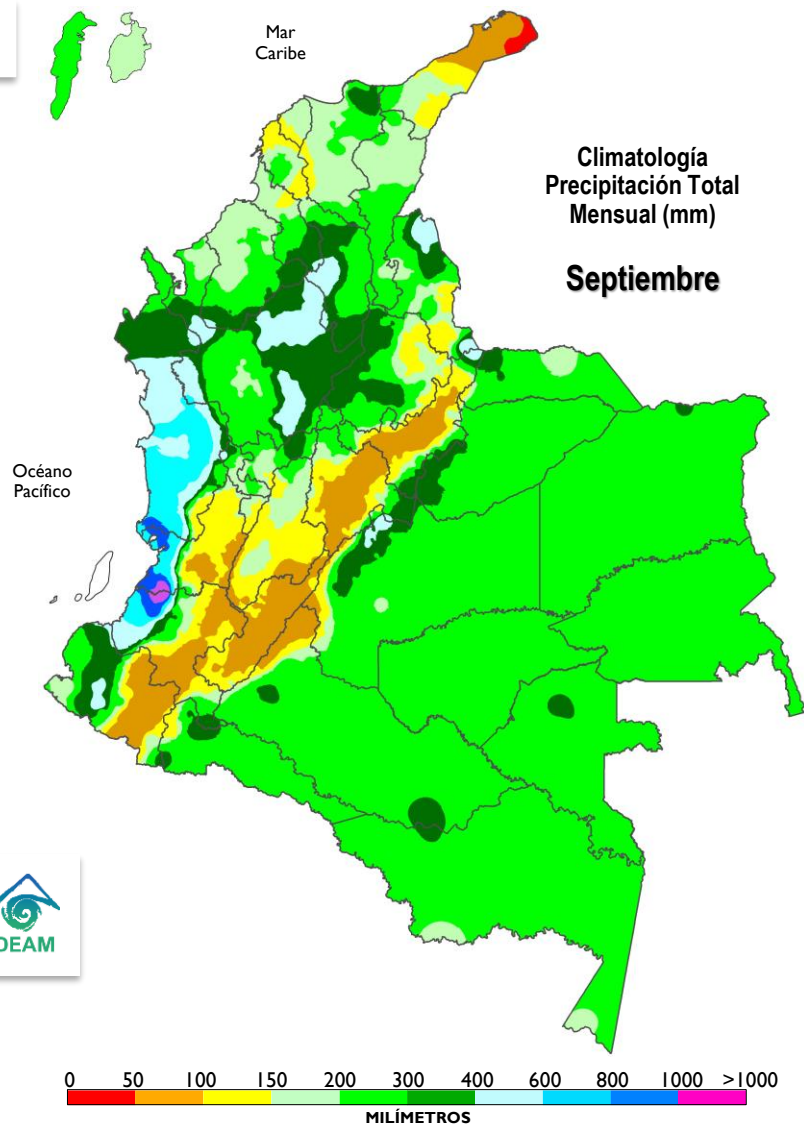 Mar
Caribe
Climatología
Precipitación Total
Mensual (mm)
Septiembre
Océano
Pacífico
DEAM
0 50 100 150 200 300 400 600 800 1000 >1000
MILÍMETROS